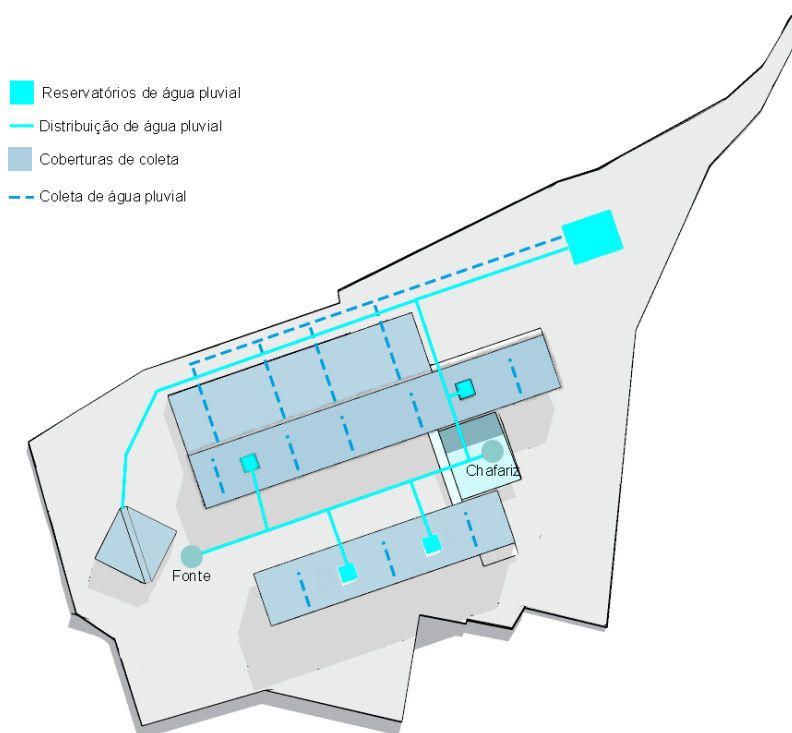 Reservatórios de água pluvial
Distribuição de água pluvial
Coberturas de coleta
Coleta de água pluvial
Chafariz
Fonte